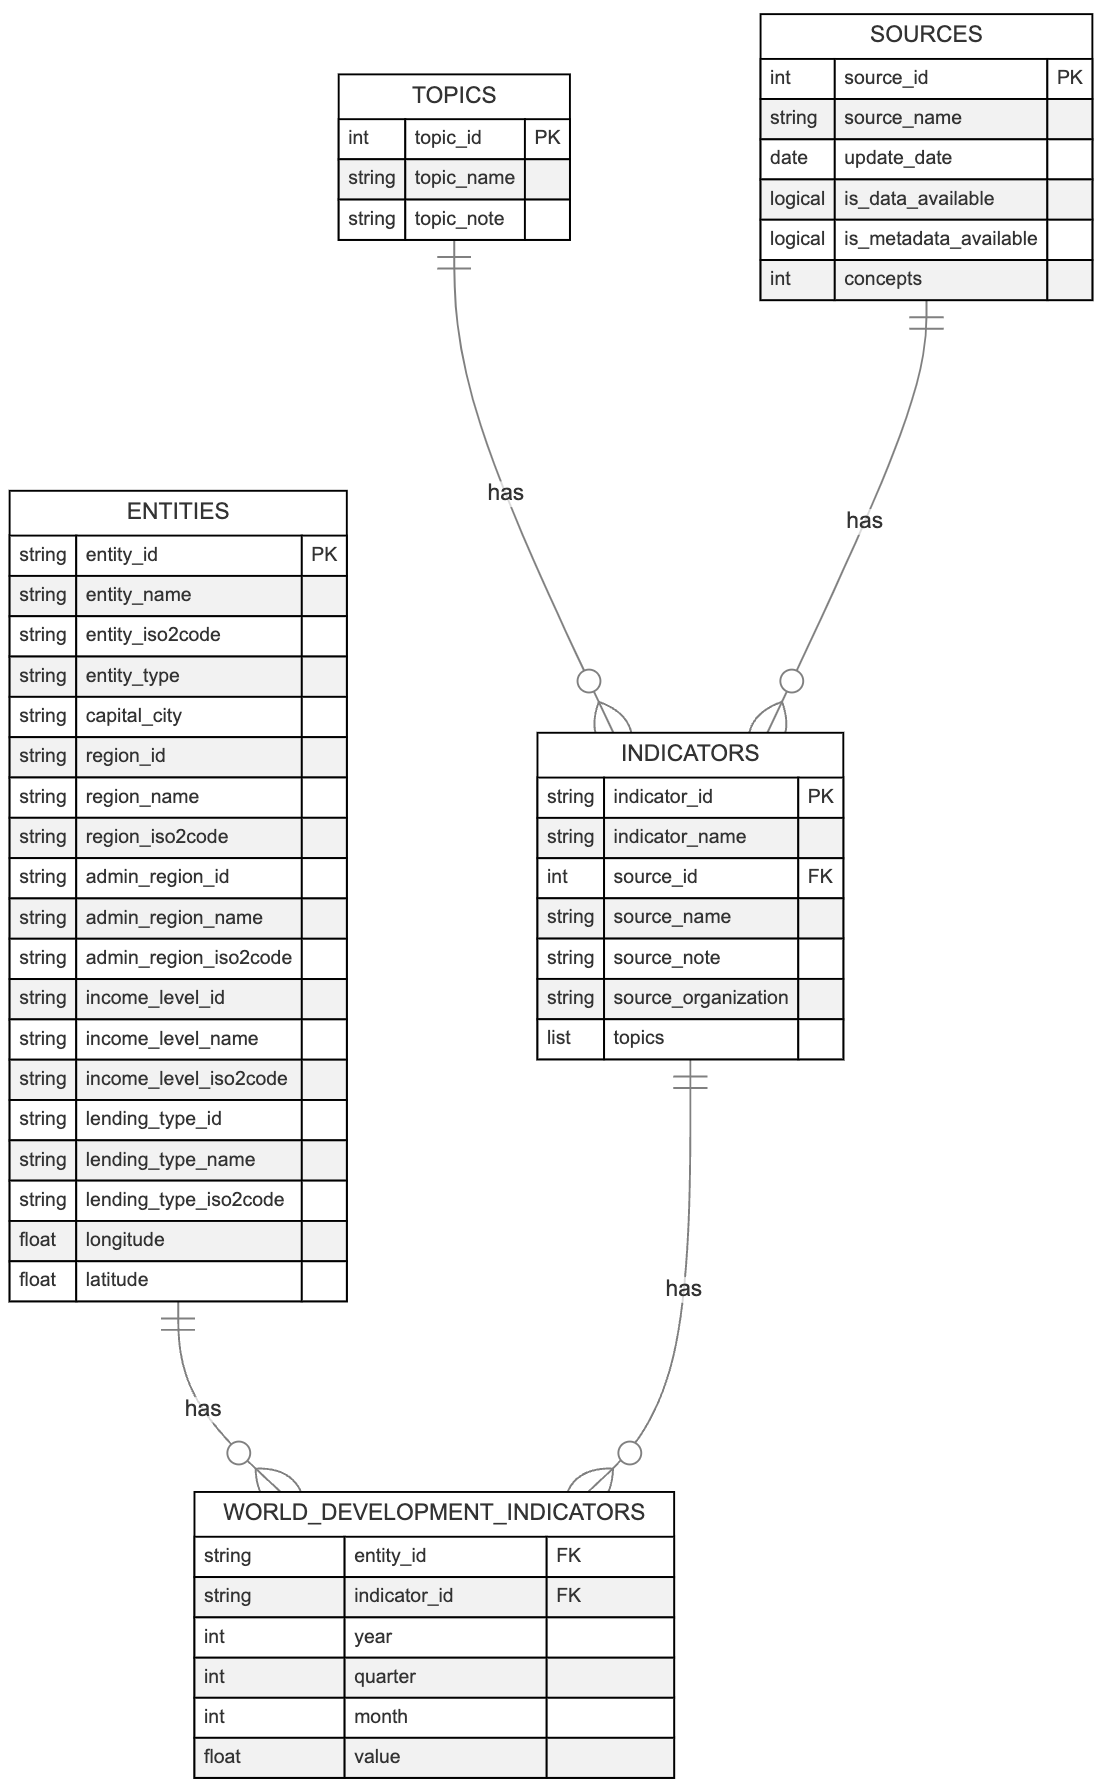 SOURCES
int source_id PK
string source_name
date update_date
logical is_data_available
logical is_metadata_available
int concepts
TOPICS
int topic_id PK
string topic_name
string topic_note
has
has
ENTITIES
string entity_id PK
string entity_name
string entity_iso2code
string entity_type
string capital_city
string region_id
string region_name
string region_iso2code
string admin_region_id
string admin_region_name
string admin_region_iso2code
string income_level_id
string income_level_name
string income_level_iso2code
string lending_type_id
string lending_type_name
string lending_type_iso2code
float longitude
float latitude
INDICATORS
string indicator_id PK
string indicator_name
int source_id FK
string source_name
string source_note
string source_organization
list topics
has
has
WORLD_DEVELOPMENT_INDICATORS
string entity_id FK
string indicator_id FK
int year
int quarter
int month
float value